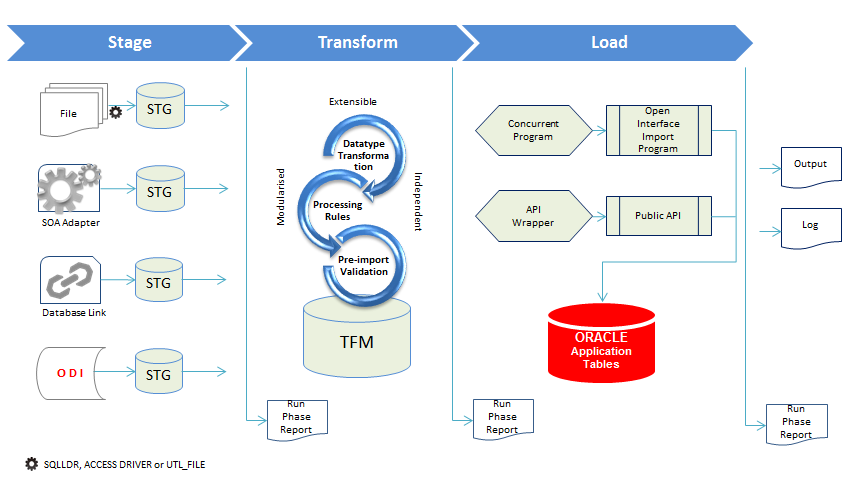 Stage
Transform
Load
File
STG
SOA Adapter
STG
Database Link
STG
O D I
STG
Extensible
Modularised
Independent
Datatype
Transforma
tion
Processing
Rules
Pre-import
Validation
TFM
Concurrent
Program
Open
Interface
Import
Program
API
Wrapper
Public API
ORACLE
Application
Tables
Output
Log
Run
Phase
Report
Run
Phase
Report
Run
Phase
Report
SQLLDR, ACCESS DRIVER or UTL_FILE